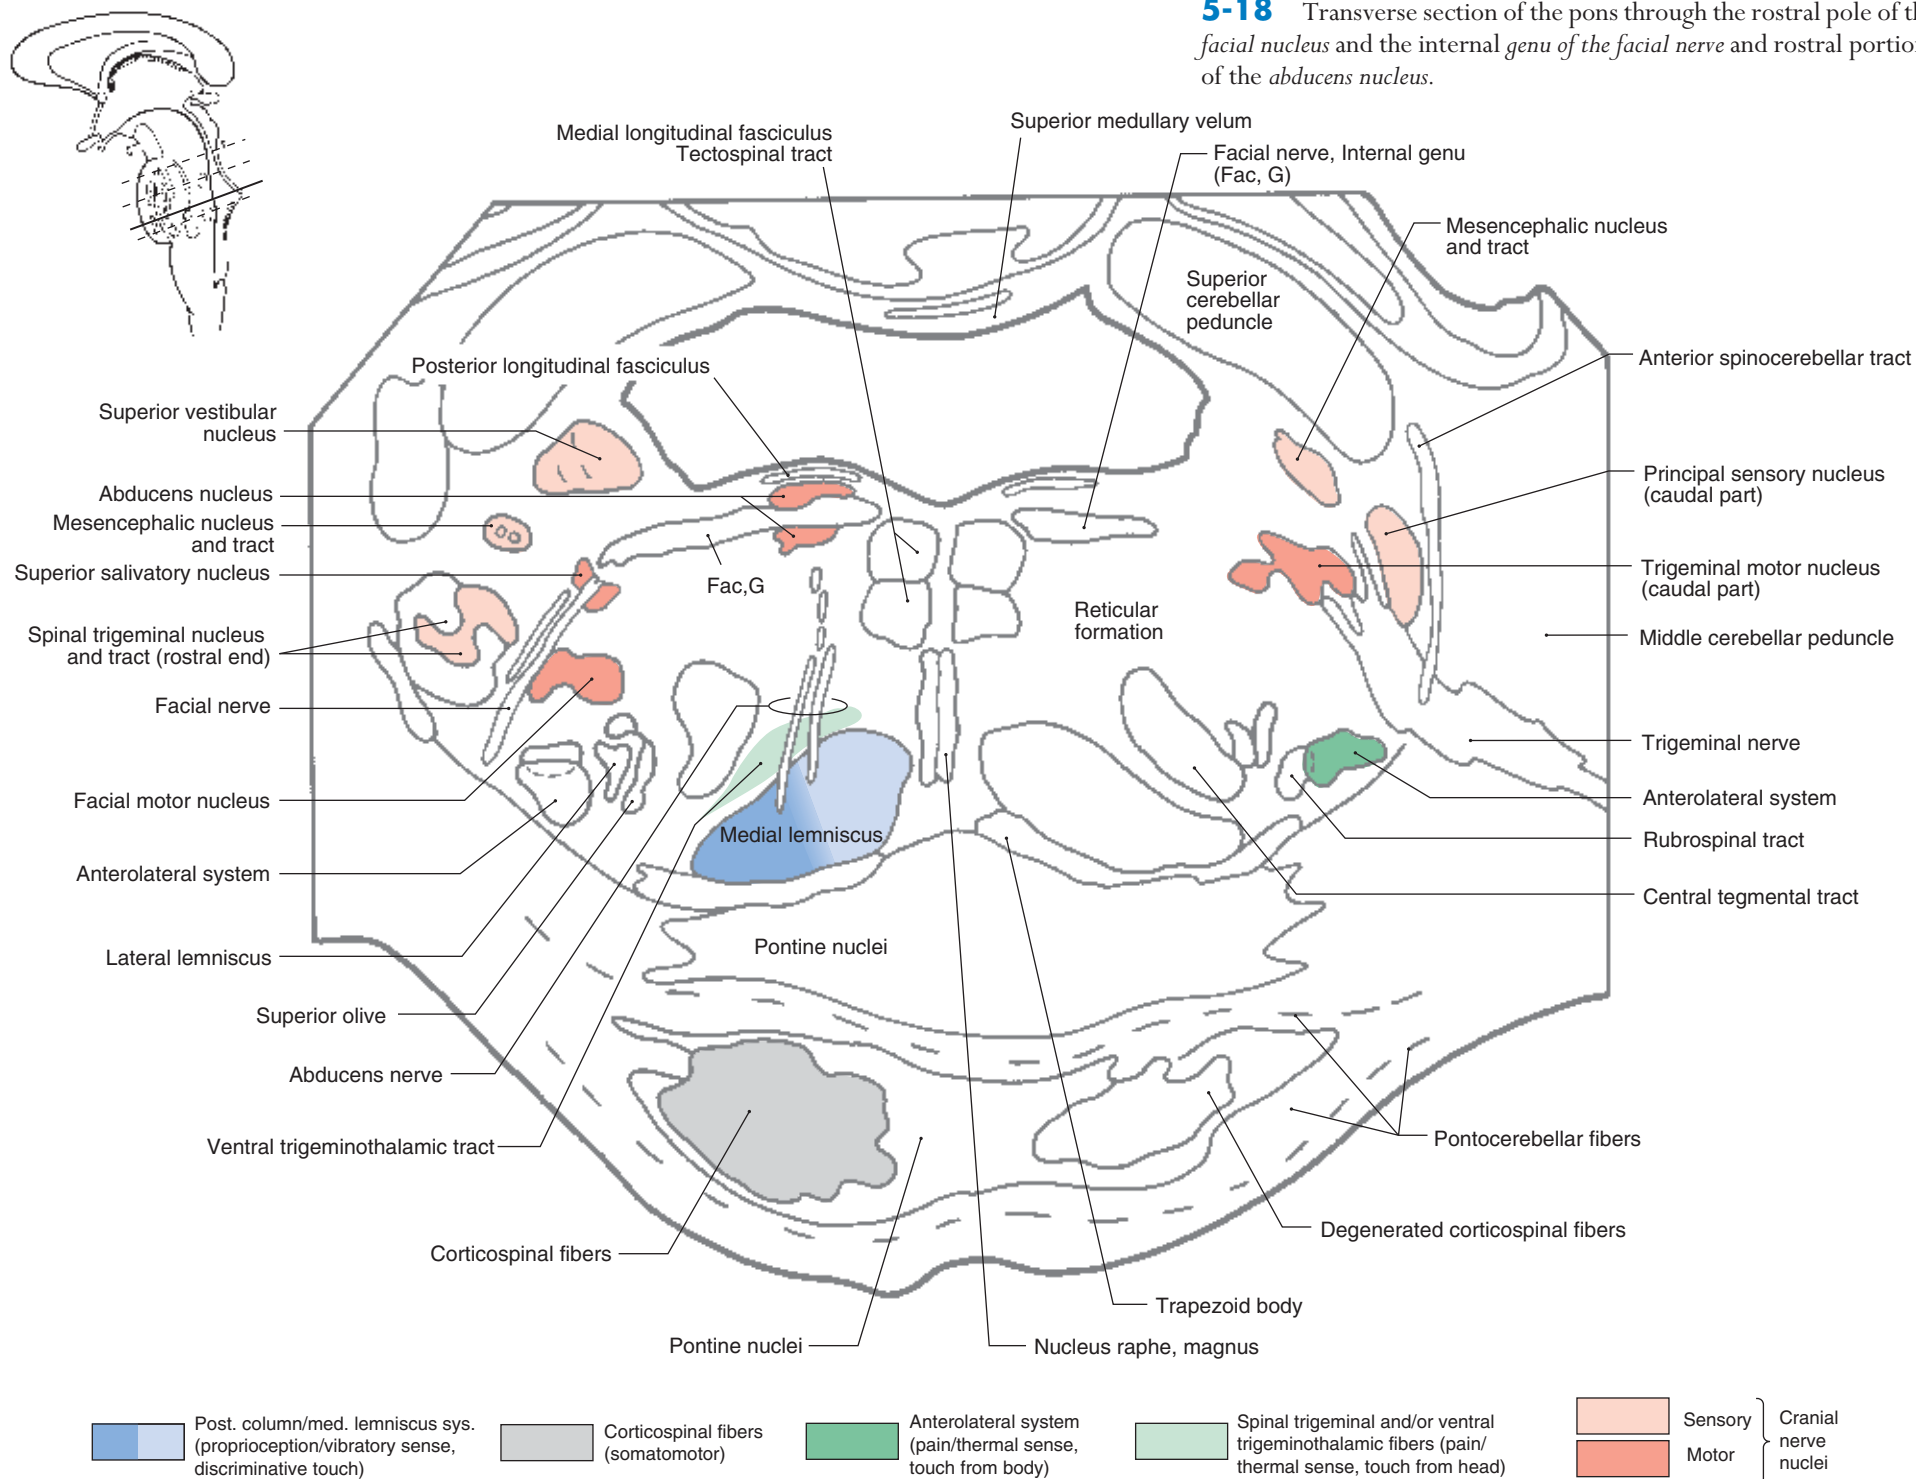 5-18 Transverse section of the pons through the rostral pole of
facial nucleus and the internal genu of the facial nerve and rostral
of the abducens nucleus.
Medial longitudinal fasciculus
Tectospinal tract
Superior medullary velum
Facial nerve, Internal genu
(Fac, G)
Mesencephalic nucleus
and tract
Superior
cerebellar
peduncle
Posterior longitudinal fasciculus
Anterior spinocerebellar tract
Superior vestibular
nucleus
Principal sensory nucleus
(caudal part)
Abducens nucleus
Mesencephalic nucleus
and tract
Superior salivatory nucleus
Fac,G
Trigeminal motor nucleus
(caudal part)
Reticular
formation
Spinal trigeminal nucleus
and tract (rostral end)
Middle cerebellar peduncle
Facial nerve
Trigeminal nerve
Facial motor nucleus
Anterolateral system
Medial lemniscus
Rubrospinal tract
Anterolateral system
Central tegmental tract
Lateral lemniscus
Pontine nuclei
Superior olive
Abducens nerve
Ventral trigeminothalamic tract
Pontocerebellar fibers
Corticospinal fibers
Degenerated corticospinal fibers
Trapezoid body
Pontine nuclei
Nucleus raphe, magnus
Post. column/med. lemniscus sys.
(proprioception/vibratory sense,
discriminative touch)
Corticospinal fibers
(somatomotor)
Anterolateral system
(pain/thermal sense,
touch from body)
Spinal trigeminal and/or ventral
trigeminothalamic fibers (pain/
thermal sense, touch from head)
Sensory
Motor
Cranial
nerve
nuclei